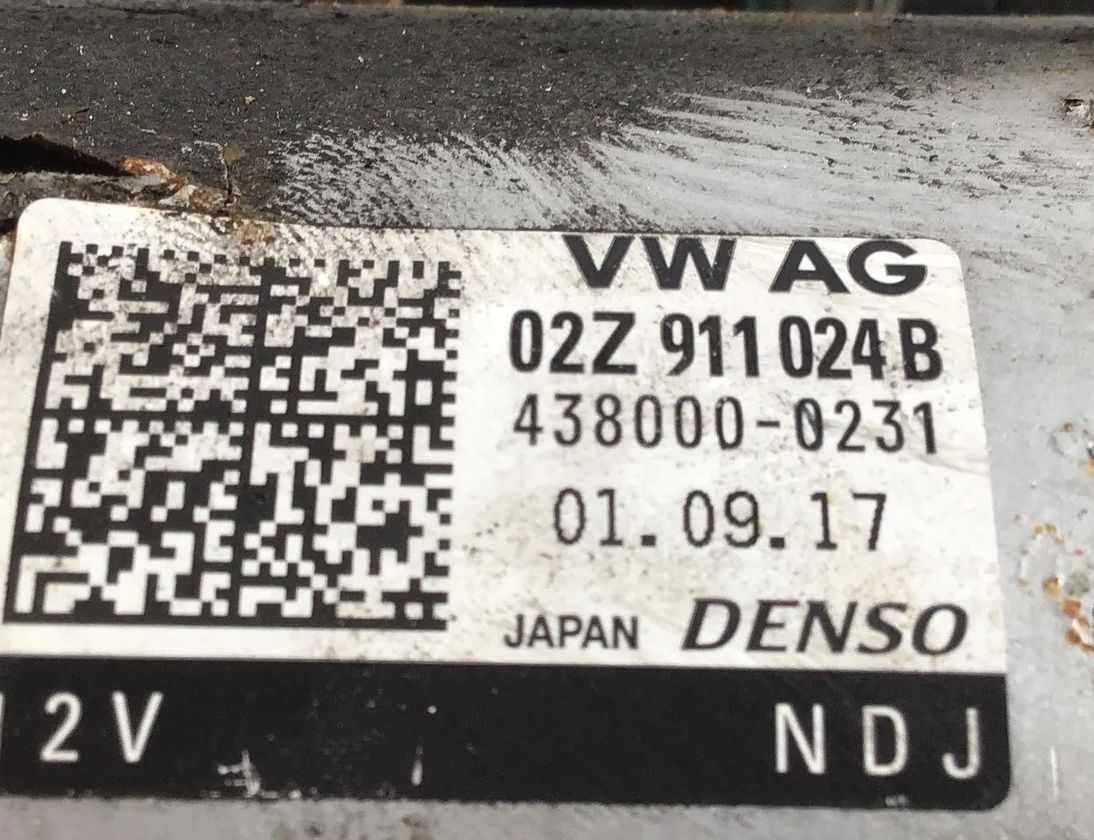 VW AG
02Z 911 024 B
438000-0231
01.09.17
JAPAN DENSO
12V NDJ